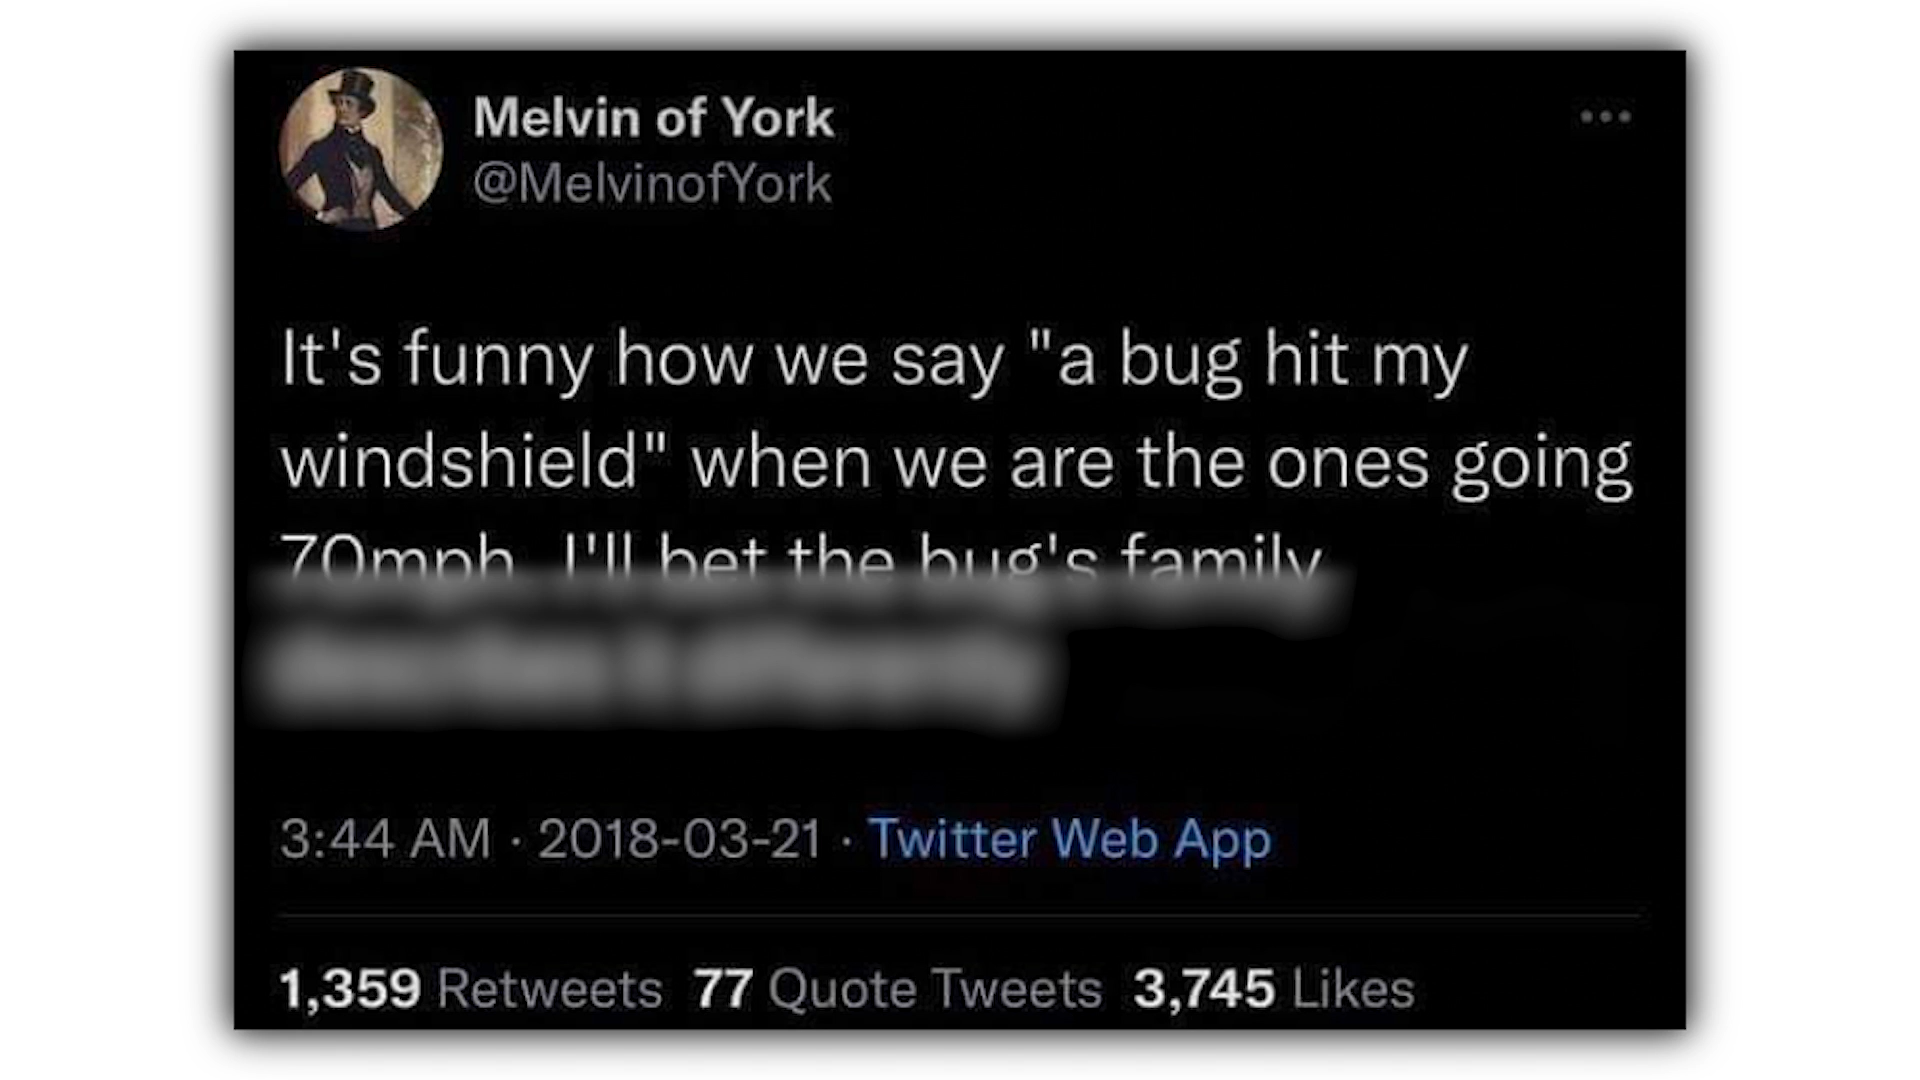 Melvin of York
@MelvinofYork
It's funny how we say "a bug hit my
windshield" when we are the ones going
70mph. I'll bet the bug's family
3:44 AM · 2018-03-21 · Twitter Web App
1,359 Retweets 77 Quote Tweets 3,745 Likes